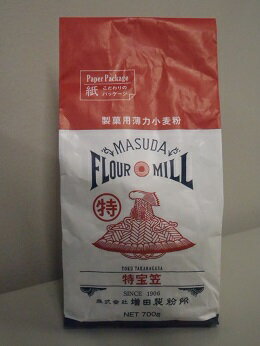 Paper Package
紙 こだわりの
パッケージ
製菓用薄力小麦粉
MASUDA
FLOUR MILL
特
TOKU TAKARAGASA
特宝笠
SINCE 1906
株式会社 増田製粉所
NET 700g